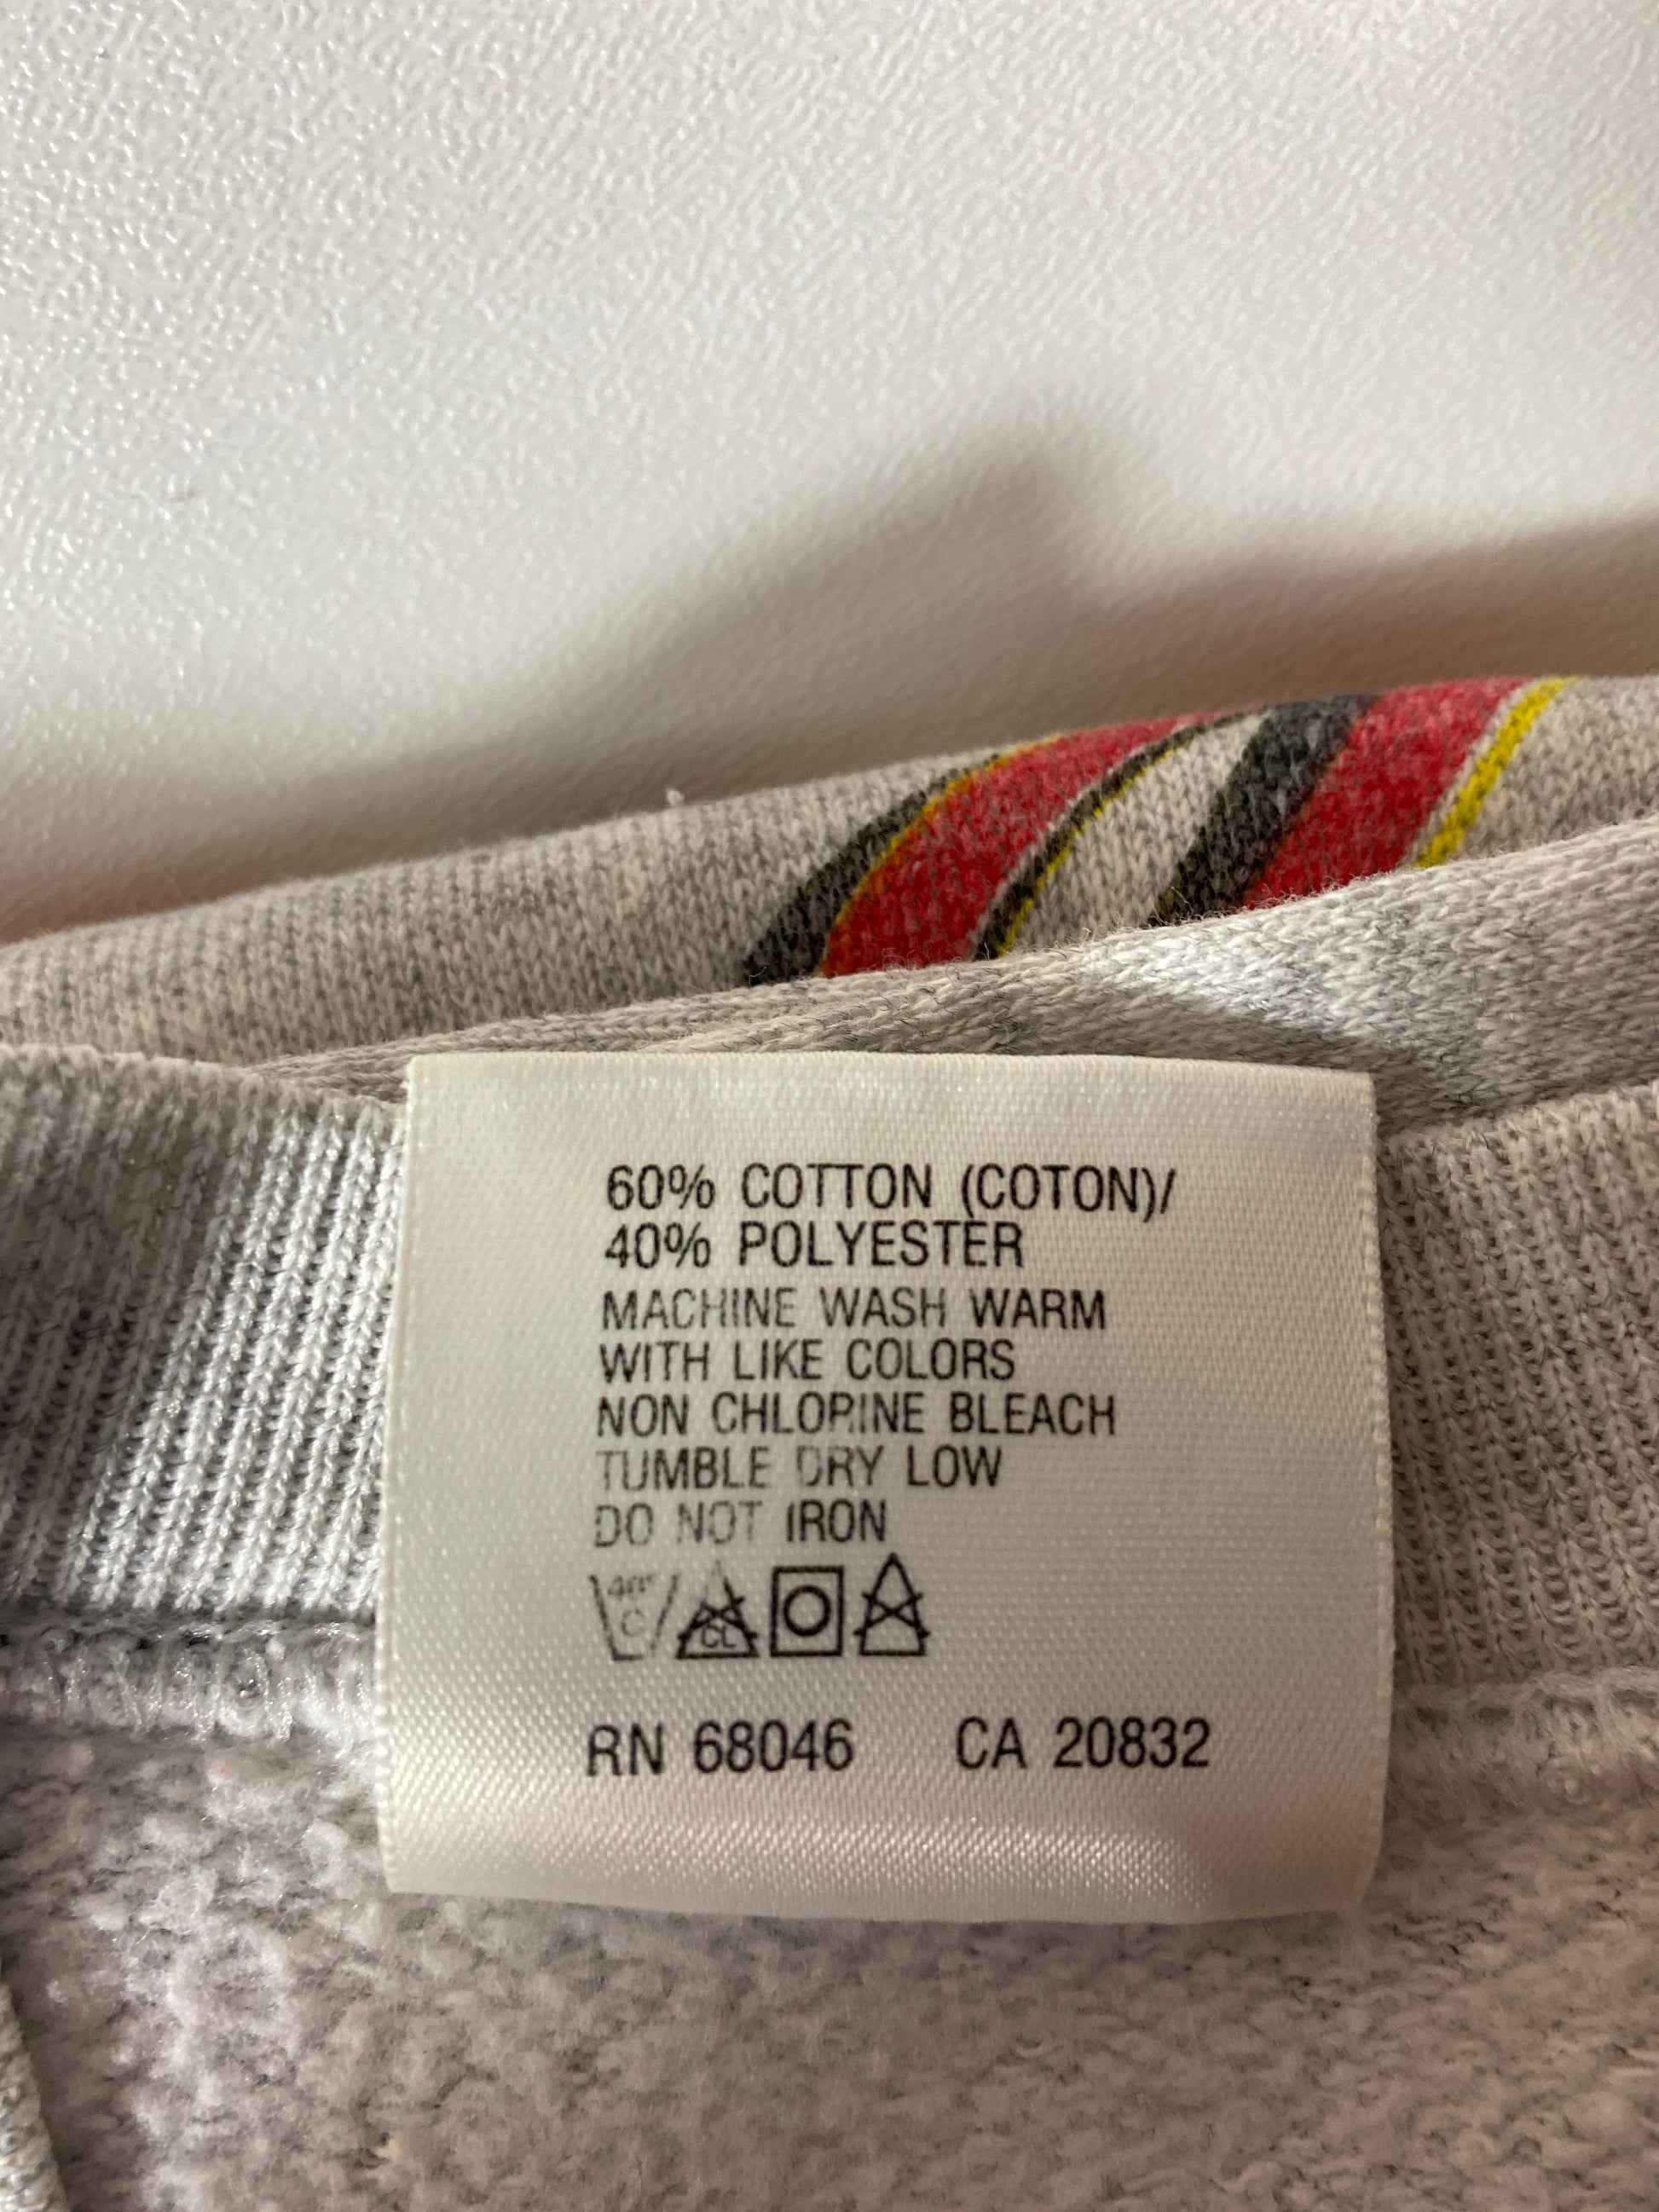 60% COTTON (COTON)/
40% POLYESTER
MACHINE WASH WARM
WITH LIKE COLORS
NON CHLORINE BLEACH
TUMBLE DRY LOW
DO NOT IRON
40°
C CL
RN 68046 CA 20832